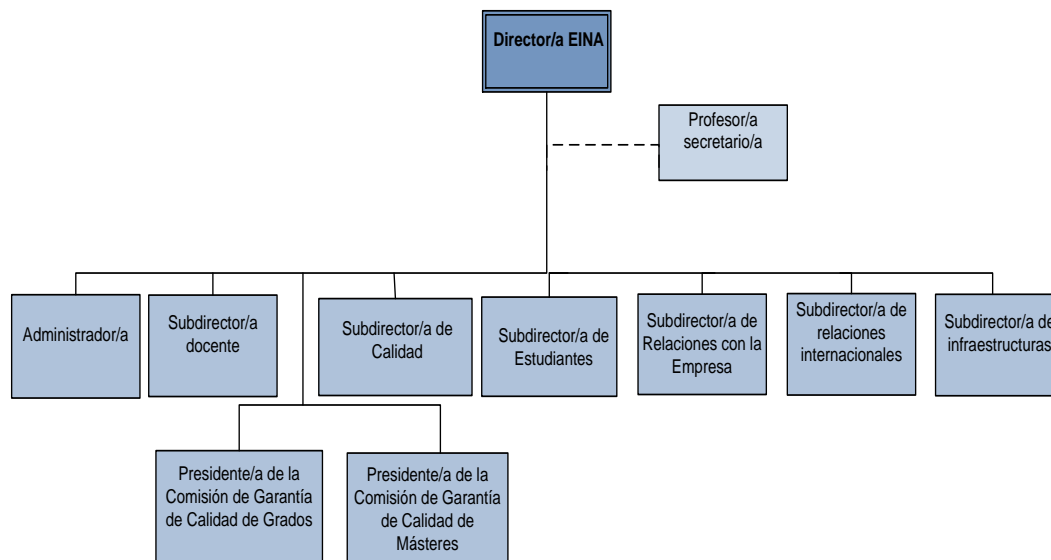 Director/a EINA
Profesor/a
secretario/a
Administrador/a
Subdirector/a
docente
Subdirector/a de
Calidad
Subdirector/a de
Estudiantes
Subdirector/a de
Relaciones con la
Empresa
Subdirector/a de
relaciones
internacionales
Subdirector/a de
infraestructuras
Presidente/a de la
Comisión de Garantía
de Calidad de Grados
Presidente/a de la
Comisión de Garantía
de Calidad de
Másteres